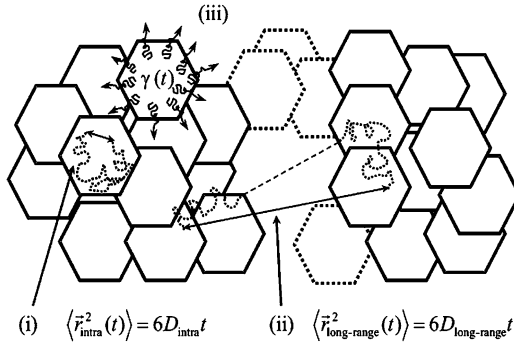 (iii)
γ(t)
(i) ⟨r⃗²intra(t)⟩ = 6Dintra t (ii) ⟨r⃗²long-range(t)⟩ = 6Dlong-range t